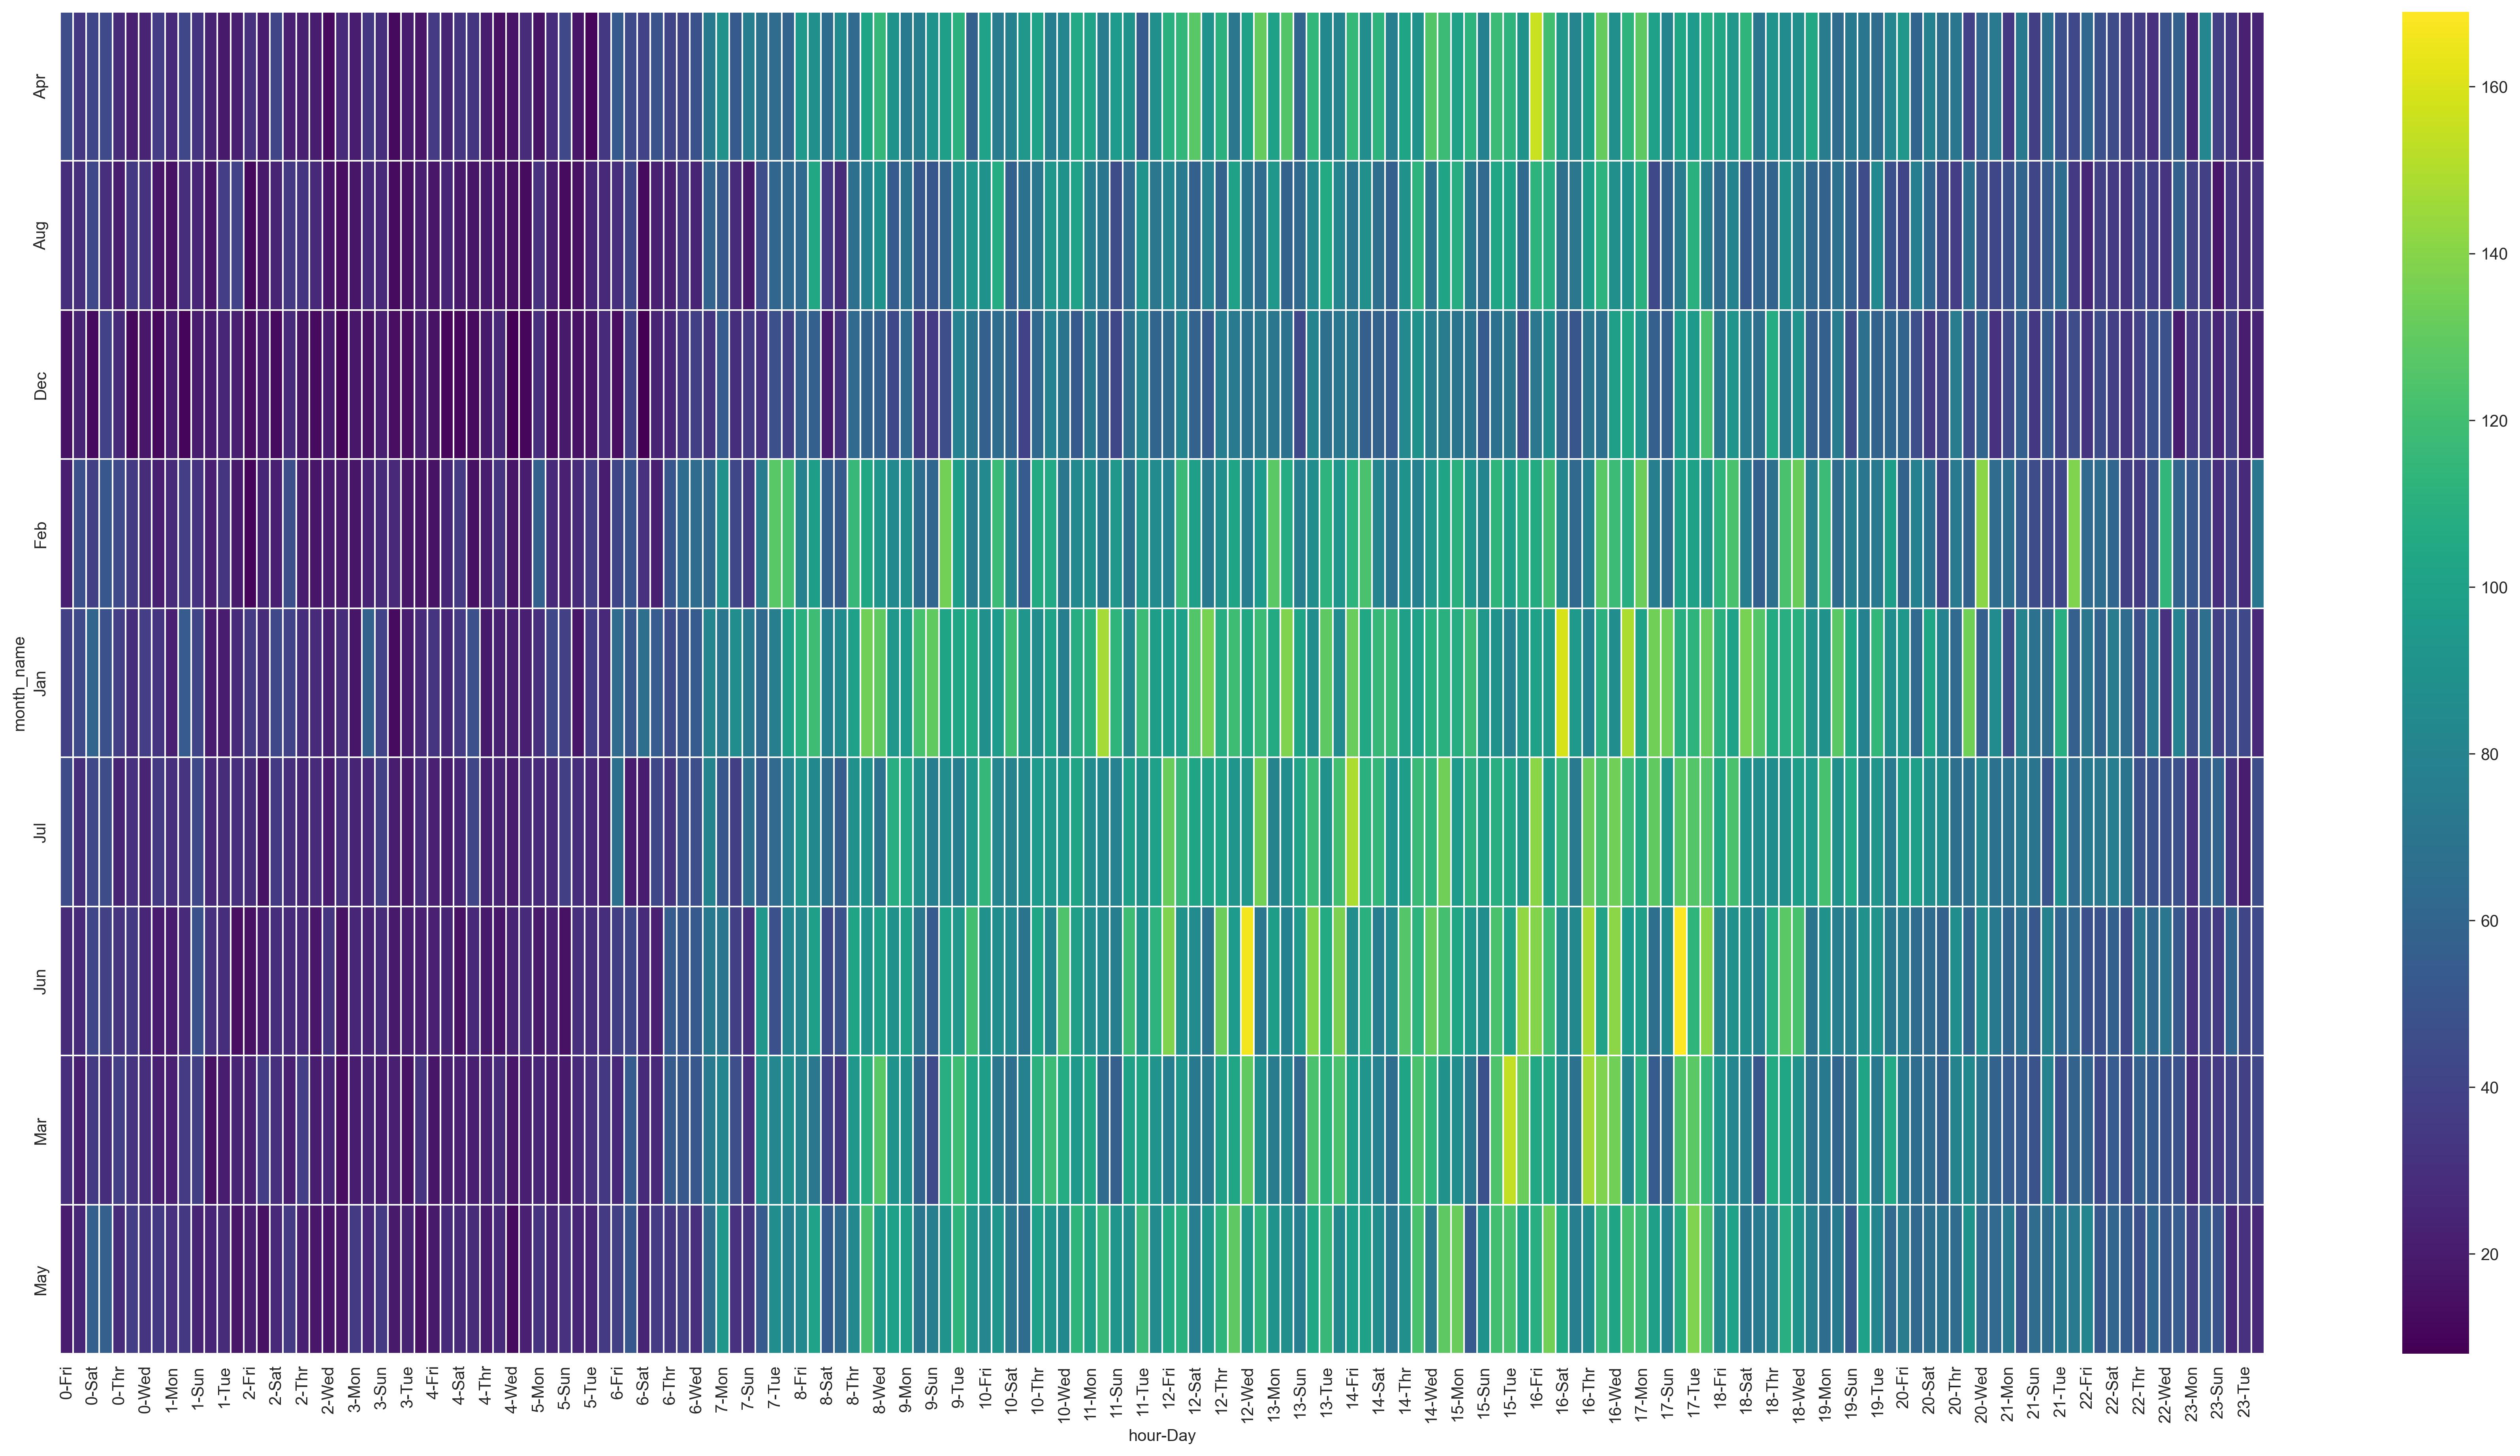 month_name
Apr
Aug
Dec
Feb
Jan
Jul
Jun
Mar
May
0-Fri 0-Sat 0-Thr 0-Wed 1-Mon 1-Sun 1-Tue 2-Fri 2-Sat 2-Thr 2-Wed 3-Mon 3-Sun 3-Tue 4-Fri 4-Sat 4-Thr 4-Wed 5-Mon 5-Sun 5-Tue 6-Fri 6-Sat 6-Thr 6-Wed 7-Mon 7-Sun 7-Tue 8-Fri 8-Sat 8-Thr 8-Wed 9-Mon 9-Sun 9-Tue 10-Fri 10-Sat 10-Thr 10-Wed 11-Mon 11-Sun 11-Tue 12-Fri 12-Sat 12-Thr 12-Wed 13-Mon 13-Sun 13-Tue 14-Fri 14-Sat 14-Thr 14-Wed 15-Mon 15-Sun 15-Tue 16-Fri 16-Sat 16-Thr 16-Wed 17-Mon 17-Sun 17-Tue 18-Fri 18-Sat 18-Thr 18-Wed 19-Mon 19-Sun 19-Tue 20-Fri 20-Sat 20-Thr 20-Wed 21-Mon 21-Sun 21-Tue 22-Fri 22-Sat 22-Thr 22-Wed 23-Mon 23-Sun 23-Tue
hour-Day
160
140
120
100
80
60
40
20